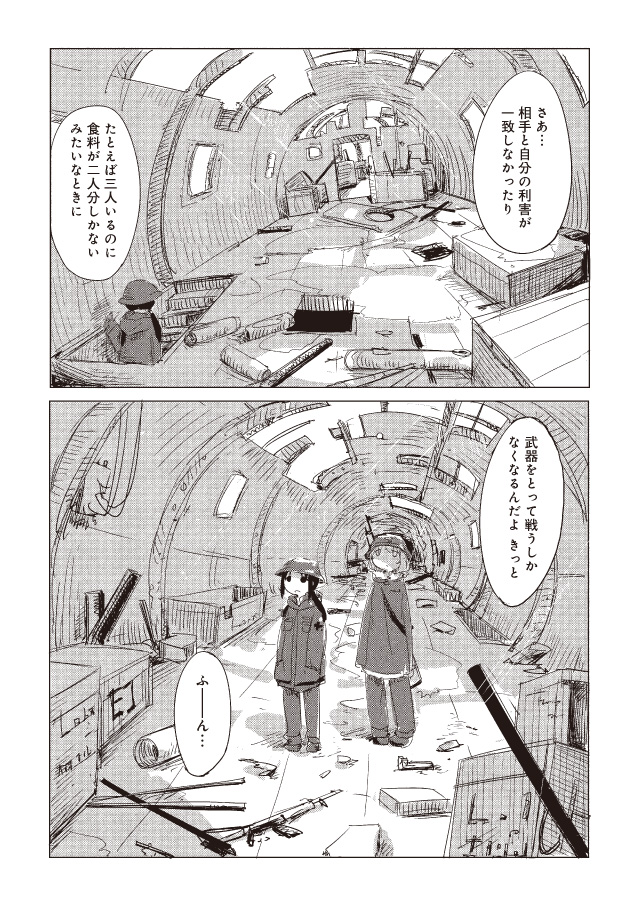 さあ…
相手と自分の利害が
一致しなかったり
たとえば三人いるのに
食料が二人分しかない
みたいなときに
武器をとって戦うしか
なくなるんだよ きっと
ふーん…